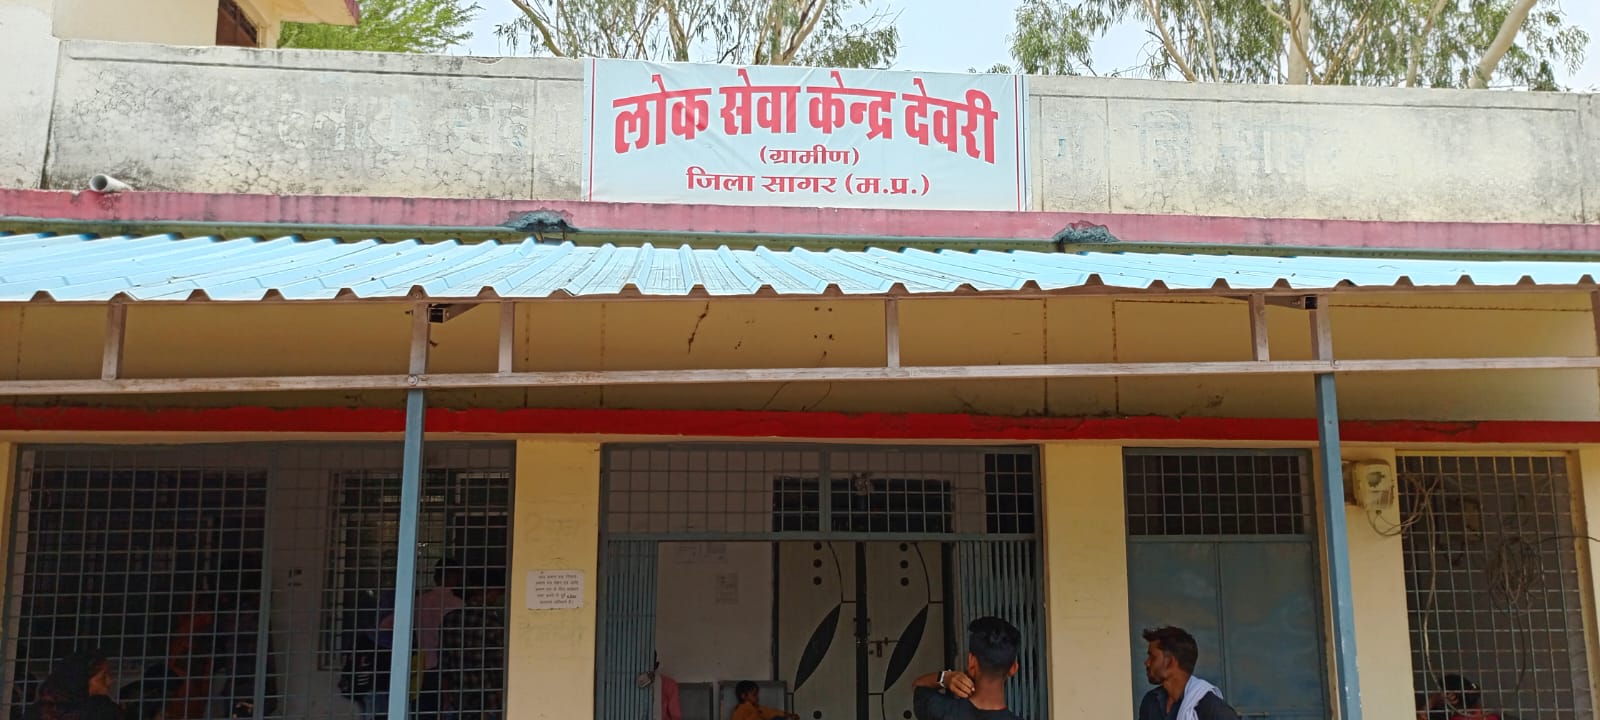 लोक सेवा केन्द्र देवरी
(ग्रामीण)
जिला सागर (म.प्र.)